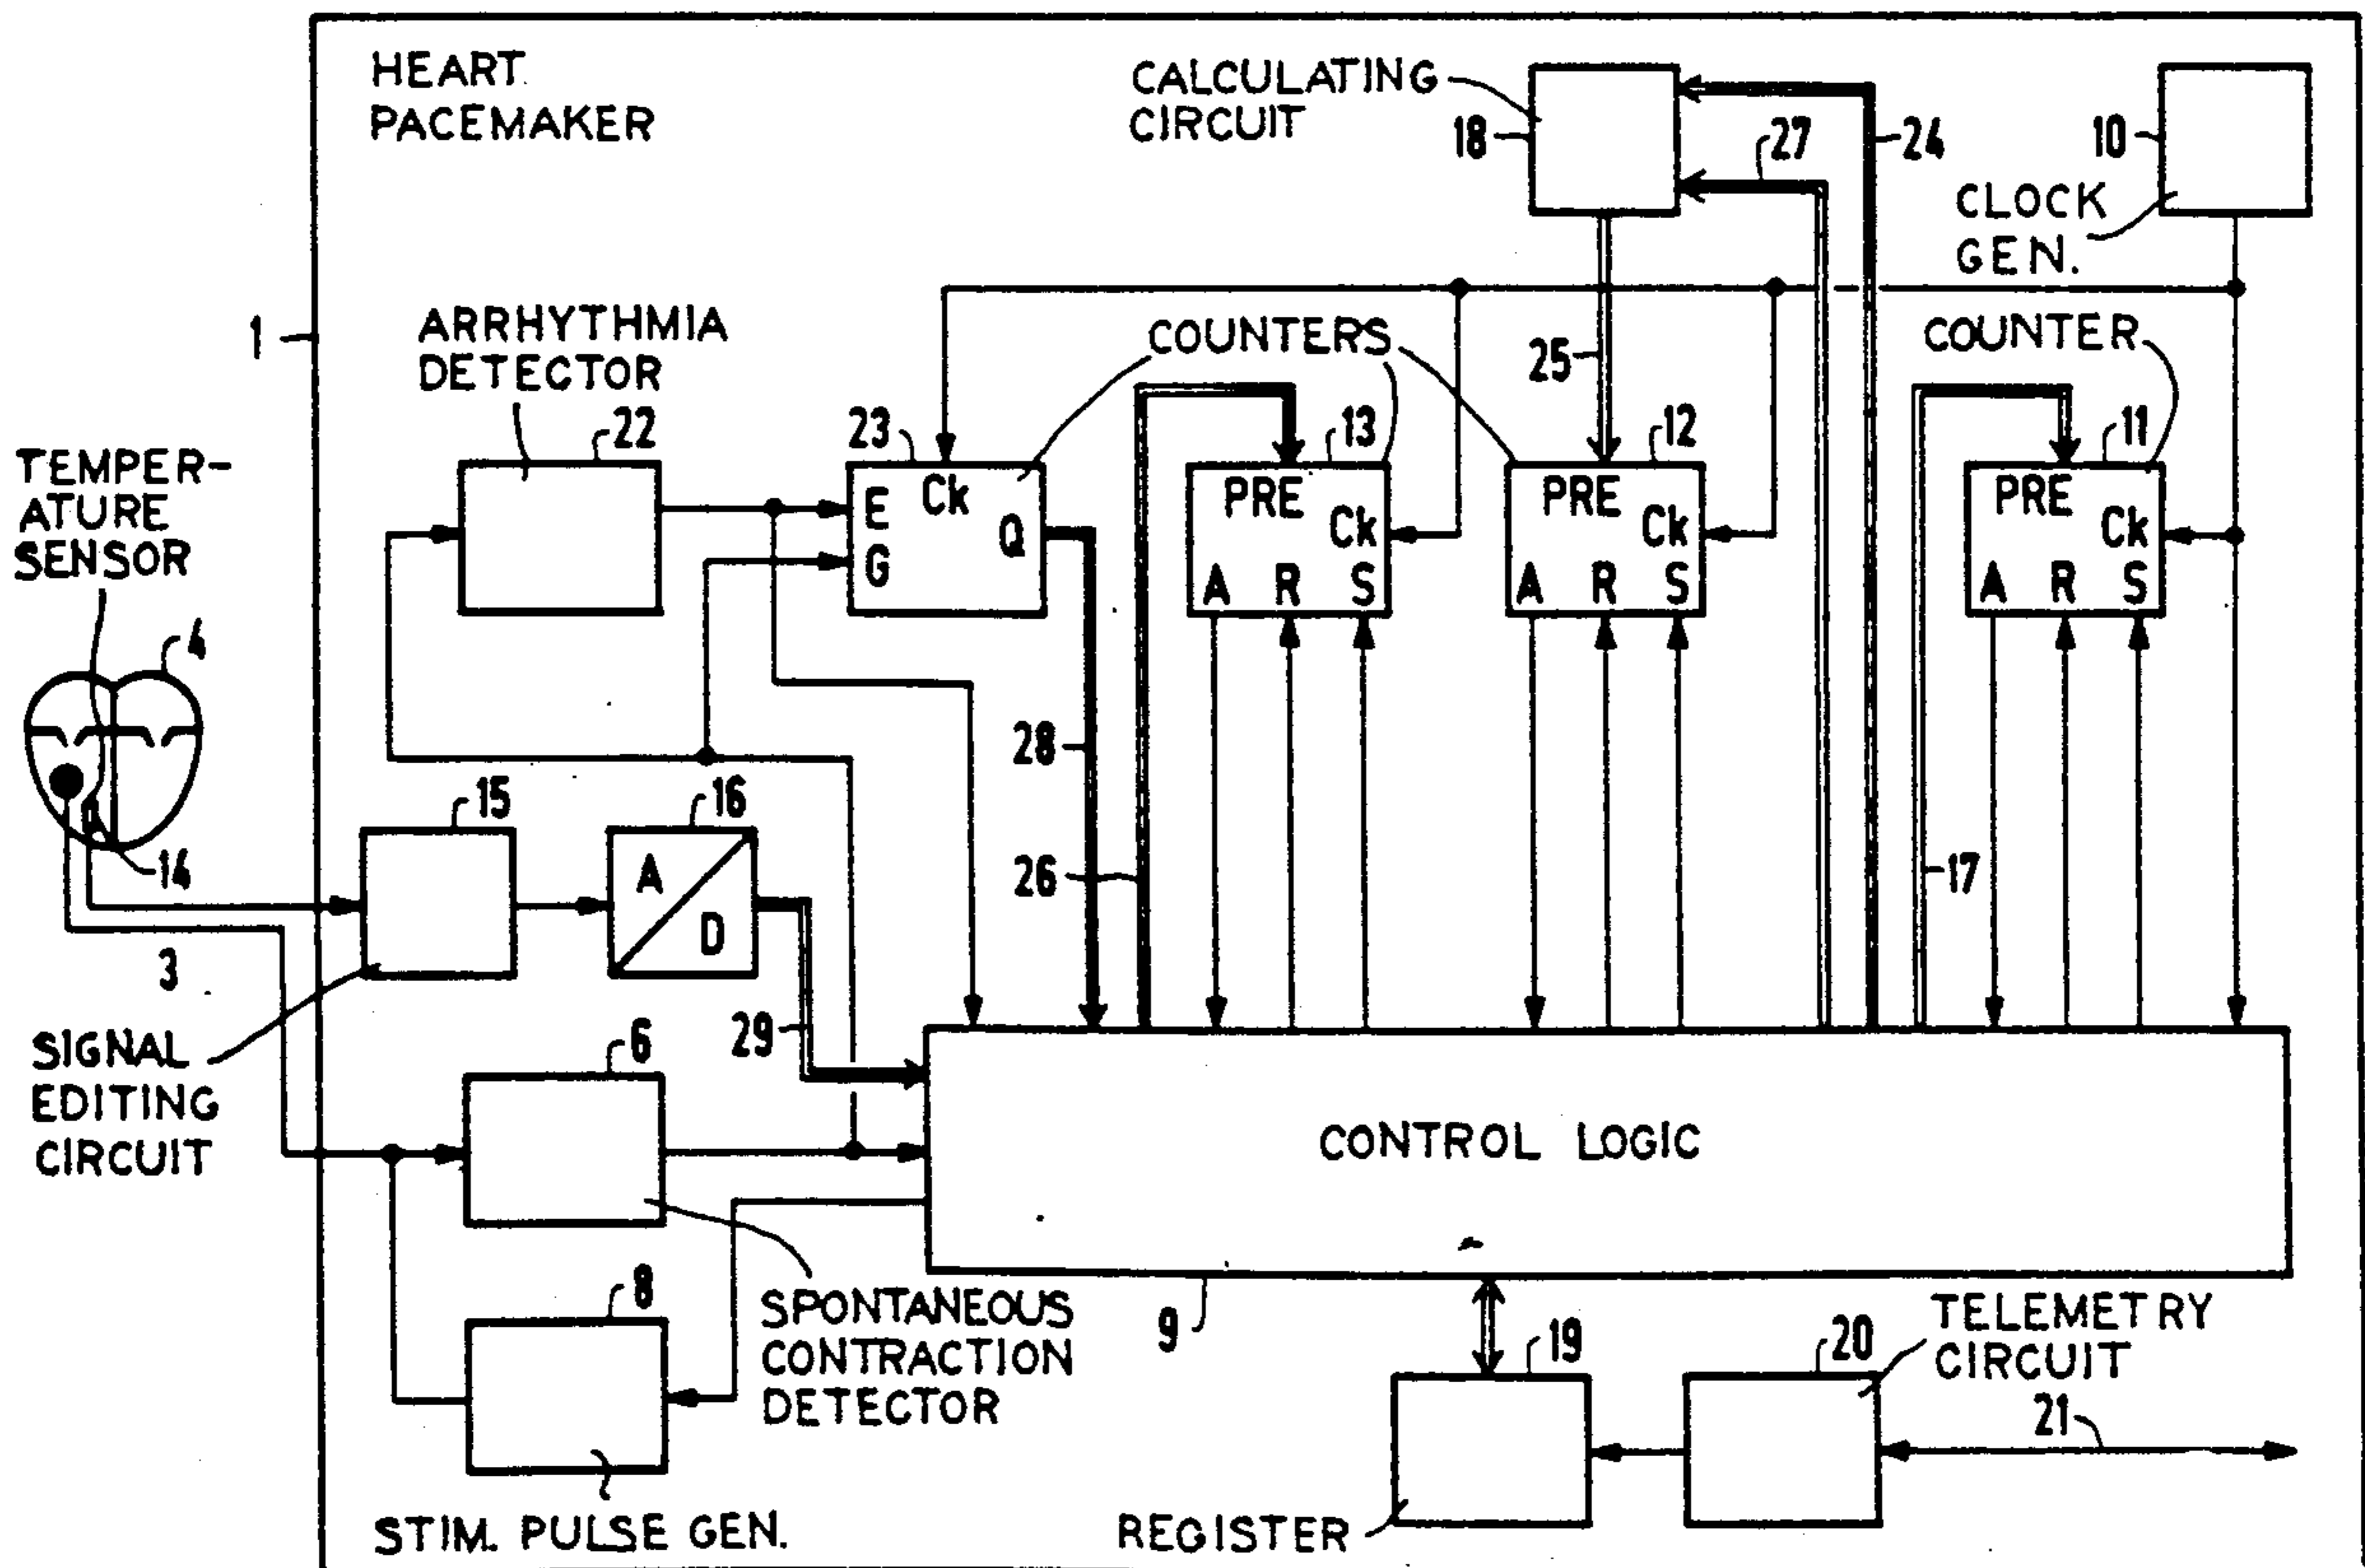 HEART
PACEMAKER
CALCULATING
CIRCUIT
18
27
24
10
CLOCK
GEN.
1
ARRHYTHMIA
DETECTOR
COUNTERS
25
COUNTER
22
23
13
12
11
TEMPER-
ATURE
SENSOR
E Ck
G Q
PRE
Ck
A R S
PRE
Ck
A R S
PRE
Ck
A R S
4
28
15
16
14
26
17
A
D
3
29
SIGNAL
EDITING
CIRCUIT
6
CONTROL LOGIC
8
SPONTANEOUS
CONTRACTION
DETECTOR
9
19
20
TELEMETRY
CIRCUIT
21
STIM. PULSE GEN.
REGISTER